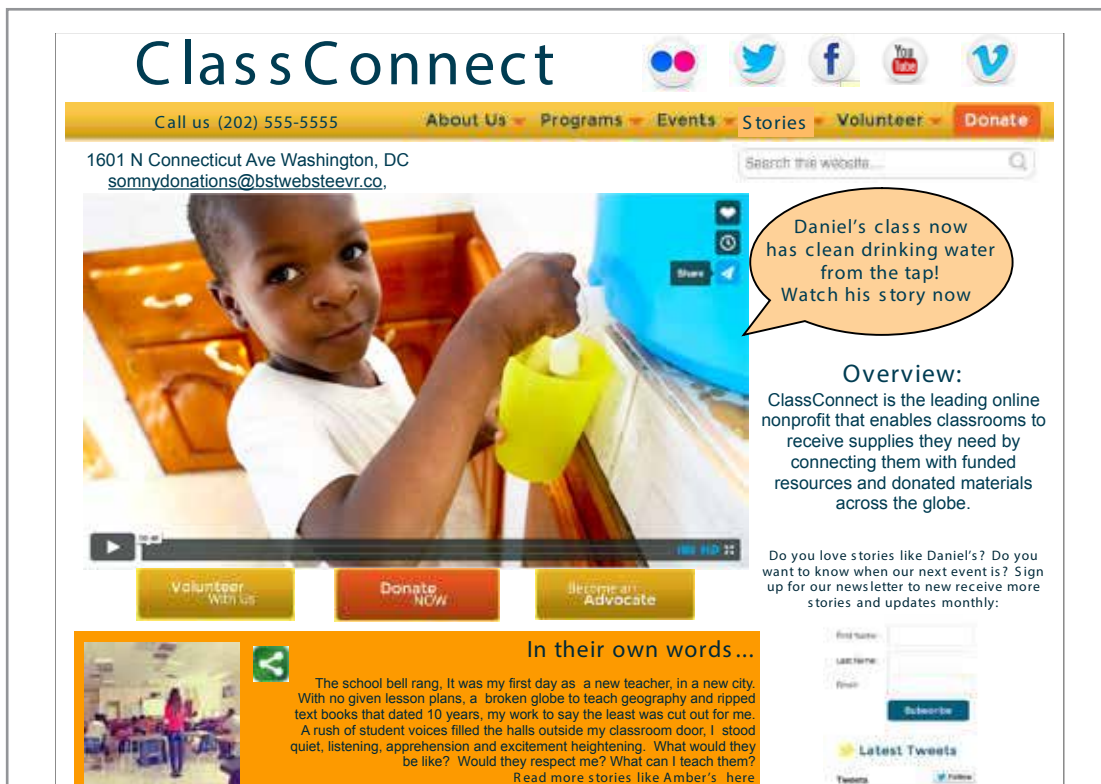 ClassConnect
You
Tube
Call us (202) 555-5555
About Us
Programs
Events
Stories
Volunteer
Donate
1601 N Connecticut Ave Washington, DC
somnydonations@bstwebsteevr.co,
Search this website...
Share
Daniel's class now
has clean drinking water
from the tap!
Watch his story now
HD
Overview:
ClassConnect is the leading online
nonprofit that enables classrooms to
receive supplies they need by
connecting them with funded
resources and donated materials
across the globe.
Do you love stories like Daniel's? Do you
want to know when our next event is? Sign
up for our newsletter to new receive more
stories and updates monthly:
First Name
Last Name
Email
Subscribe
Latest Tweets
Tweets
Follow
Volunteer
With Us
Donate
NOW
Become an
Advocate
In their own words...
The school bell rang, It was my first day as a new teacher, in a new city.
With no given lesson plans, a broken globe to teach geography and ripped
text books that dated 10 years, my work to say the least was cut out for me.
A rush of student voices filled the halls outside my classroom door, I stood
quiet, listening, apprehension and excitement heightening. What would they
be like? Would they respect me? What can I teach them?
Read more stories like Amber's here